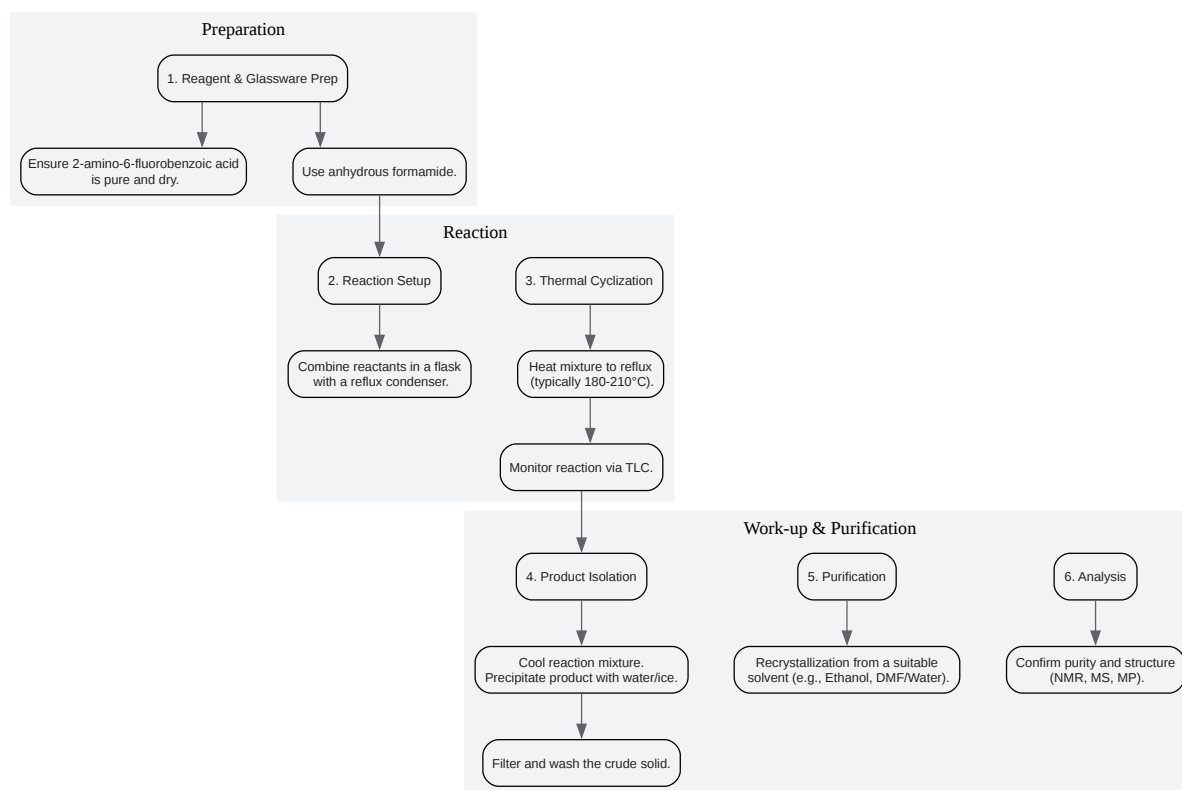 Preparation
1. Reagent & Glassware Prep
Ensure 2-amino-6-fluorobenzoic acid
is pure and dry.
Use anhydrous formamide.
Reaction
2. Reaction Setup
3. Thermal Cyclization
Combine reactants in a flask
with a reflux condenser.
Heat mixture to reflux
(typically 180-210°C).
Monitor reaction via TLC.
Work-up & Purification
4. Product Isolation
5. Purification
6. Analysis
Cool reaction mixture.
Precipitate product with water/ice.
Recrystallization from a suitable
solvent (e.g., Ethanol, DMF/Water).
Confirm purity and structure
(NMR, MS, MP).
Filter and wash the crude solid.